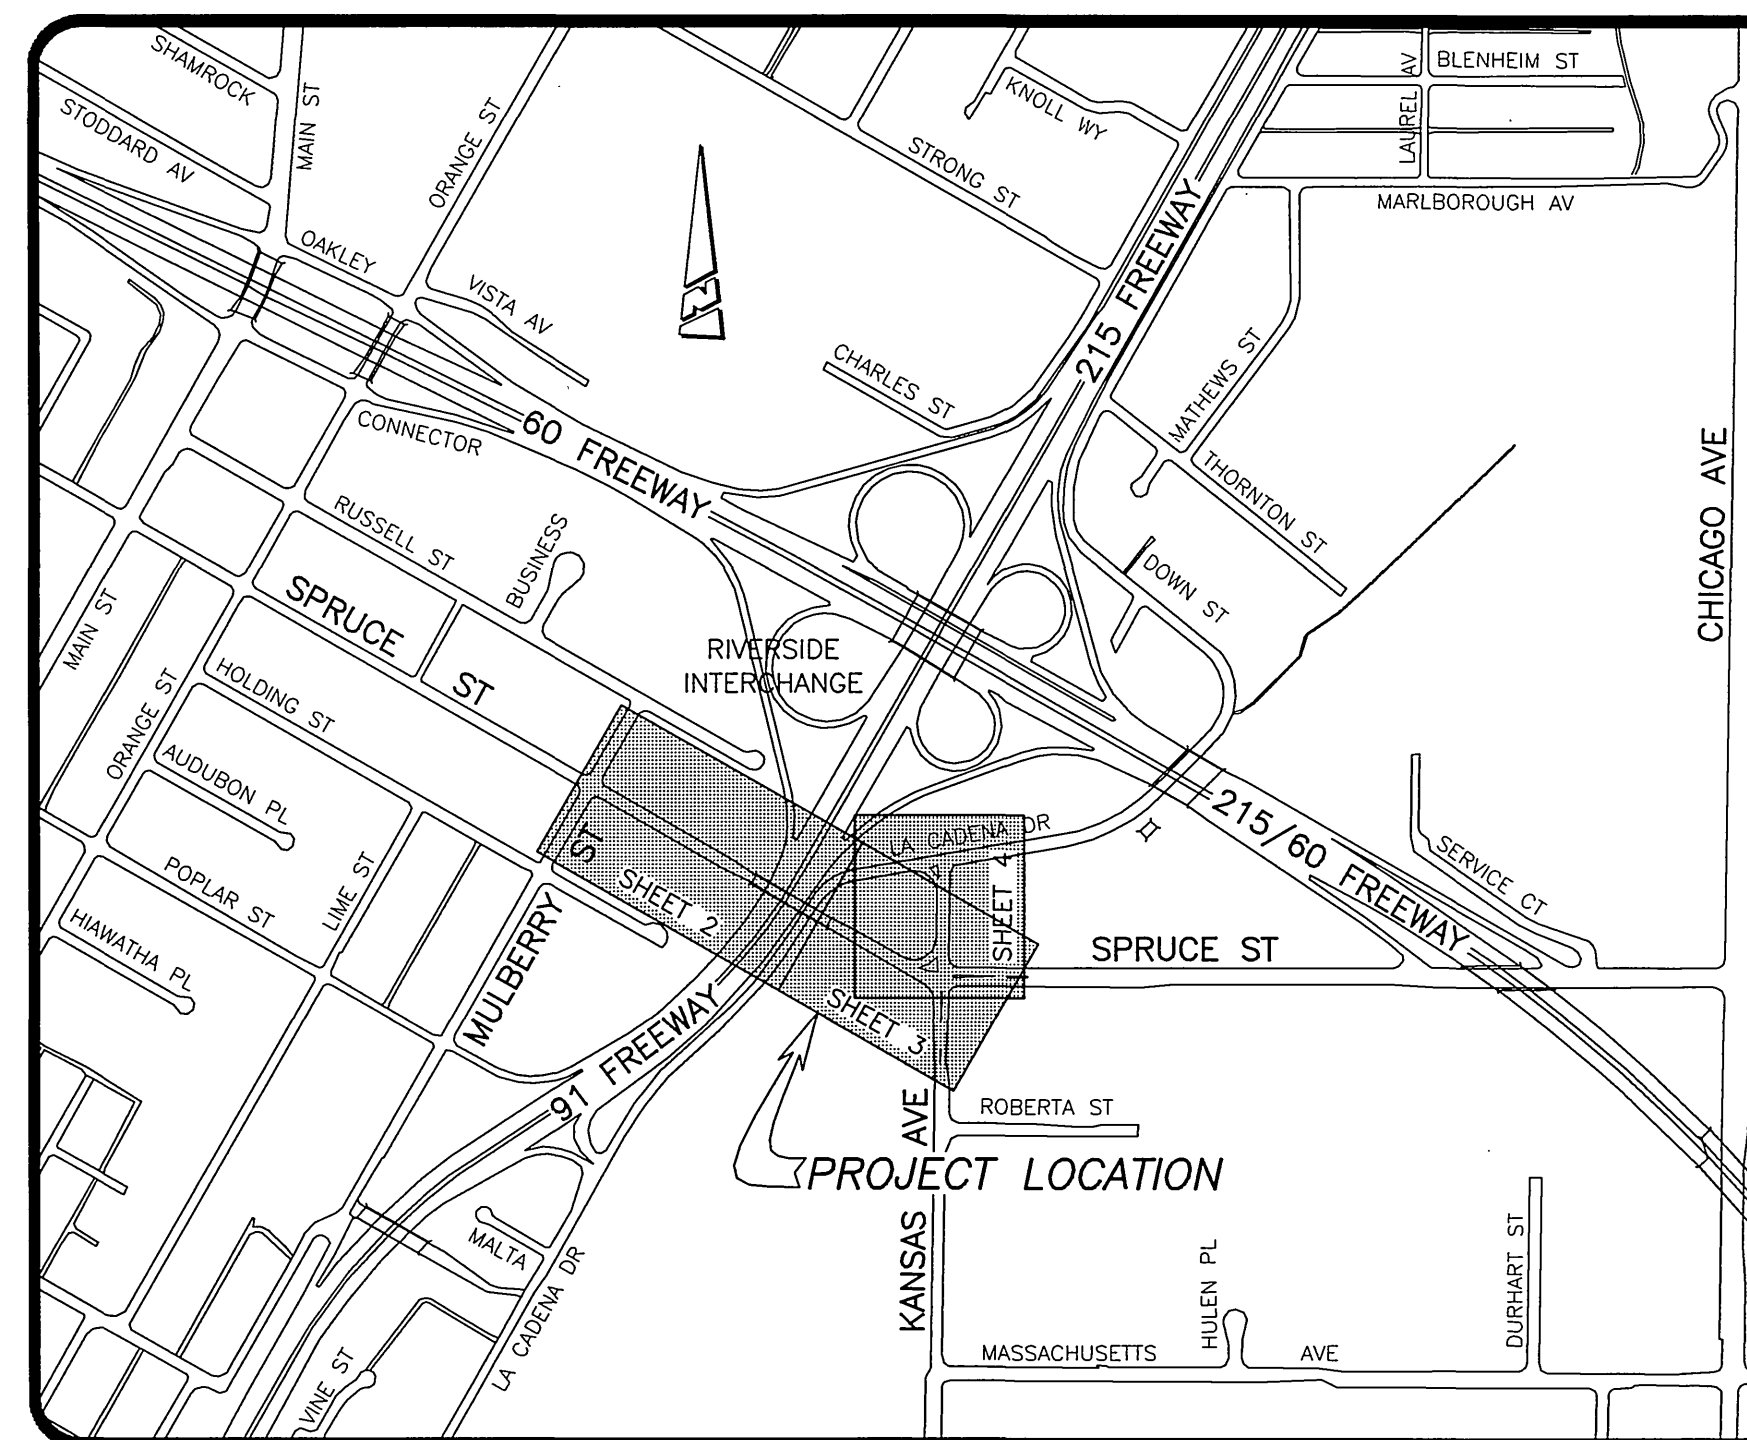 SHAMROCK
STODDARD AV
MAIN ST
ORANGE ST
OAKLEY
VISTA AV
KNOLL WY
STRONG ST
LAUREL AV
BLENHEIM ST
MARLBOROUGH AV
215 FREEWAY
N
CHARLES ST
MATHEWS ST
THORNTON ST
CHICAGO AVE
60 FREEWAY
CONNECTOR
RUSSELL ST
BUSINESS
DOWN ST
SPRUCE ST
MAIN ST
ORANGE ST
HOLDING ST
RIVERSIDE
INTERCHANGE
AUDUBON PL
POPLAR ST
LIME ST
HIAWATHA PL
MULBERRY ST
SHEET 2
LA CADENA DR
SHEET 4
215/60 FREEWAY
SERVICE CT
SPRUCE ST
SHEET 3
91 FREEWAY
ROBERTA ST
PROJECT LOCATION
KANSAS AVE
MALTA
LA CADENA DR
VINE ST
HULEN PL
DURHART ST
MASSACHUSETTS AVE